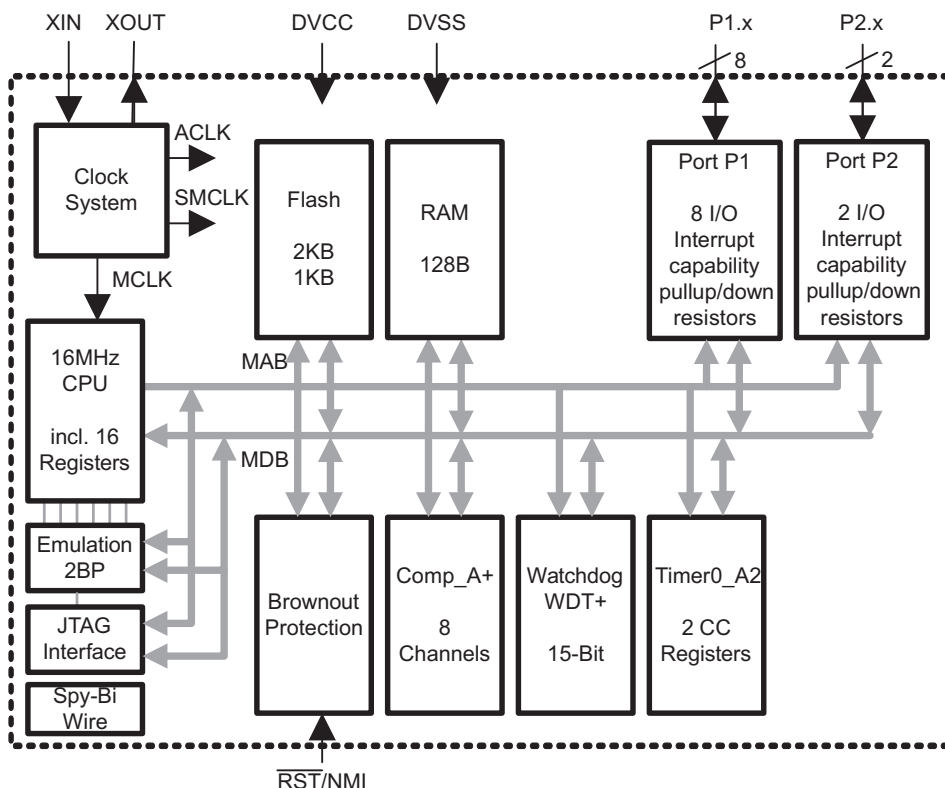 XIN XOUT DVCC DVSS P1.x P2.x
8 2
ACLK
SMCLK
MCLK
Clock
System
Flash
2KB
1KB
RAM
128B
Port P1
8 I/O
Interrupt
capability
pullup/down
resistors
Port P2
2 I/O
Interrupt
capability
pullup/down
resistors
16MHz
CPU
incl. 16
Registers
MAB
MDB
Emulation
2BP
JTAG
Interface
Spy-Bi
Wire
Brownout
Protection
Comp_A+
8
Channels
Watchdog
WDT+
15-Bit
Timer0_A2
2 CC
Registers
RST/NMI